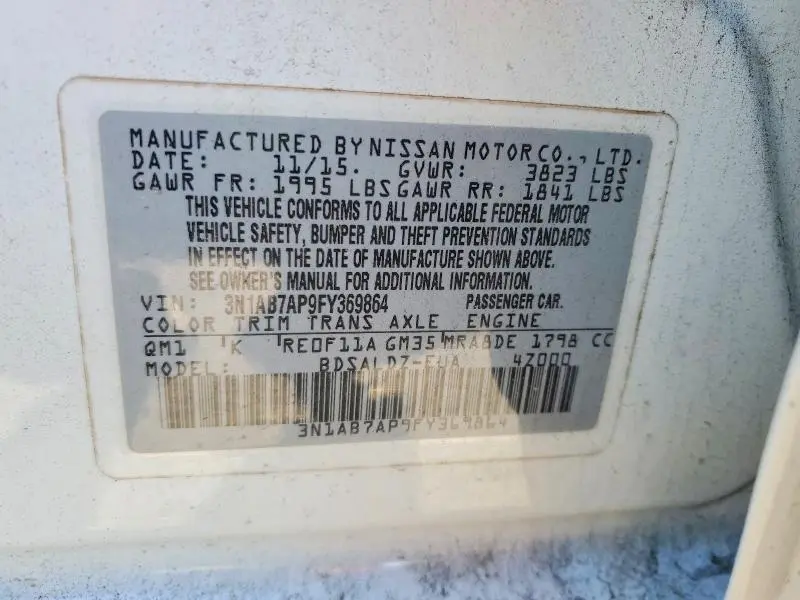 MANUFACTURED BY NISSAN MOTOR CO., LTD.
DATE: 11/15. GVWR: 3823 LBS
GAWR FR: 1995 LBS GAWR RR: 1841 LBS
THIS VEHICLE CONFORMS TO ALL APPLICABLE FEDERAL MOTOR
VEHICLE SAFETY, BUMPER AND THEFT PREVENTION STANDARDS
IN EFFECT ON THE DATE OF MANUFACTURE SHOWN ABOVE.
SEE OWNER'S MANUAL FOR ADDITIONAL INFORMATION.
VIN: 3N1AB7AP9FY369864 PASSENGER CAR.
COLOR TRIM TRANS AXLE ENGINE
QM1 K RE0F11A GM35 MRA8DE 1798 CC
MODEL: BDSALDZ-EUA 4Z000
3N1AB7AP9FY369864